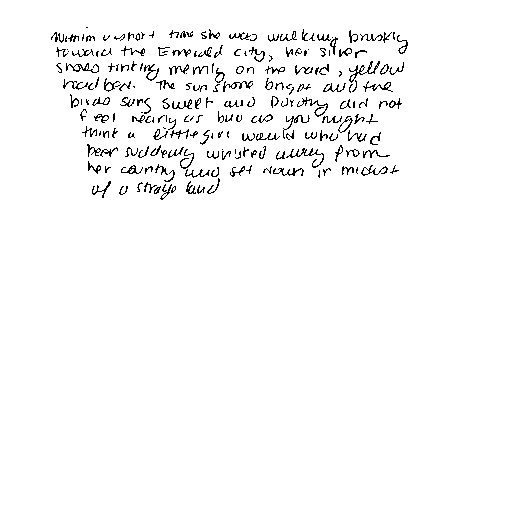 Within a short time she was walking briskly
toward the Emerald City, her silver
shoes tinkling merrily on the hard, yellow
roadbed. The sun shone bright and the
birds sang sweet and Dorothy did not
feel nearly as bad as you might
think a little girl would who had
been suddenly whisked away from
her country and set down in midst
of a strange land